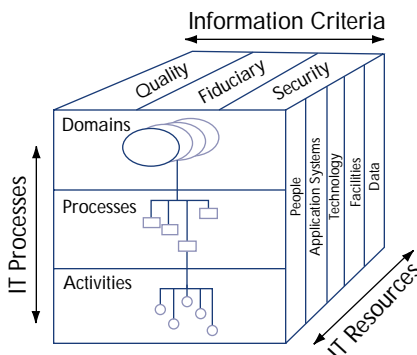 Information Criteria
Quality
Fiduciary
Security
Domains
Processes
Activities
IT Processes
People
Application Systems
Technology
Facilities
Data
IT Resources